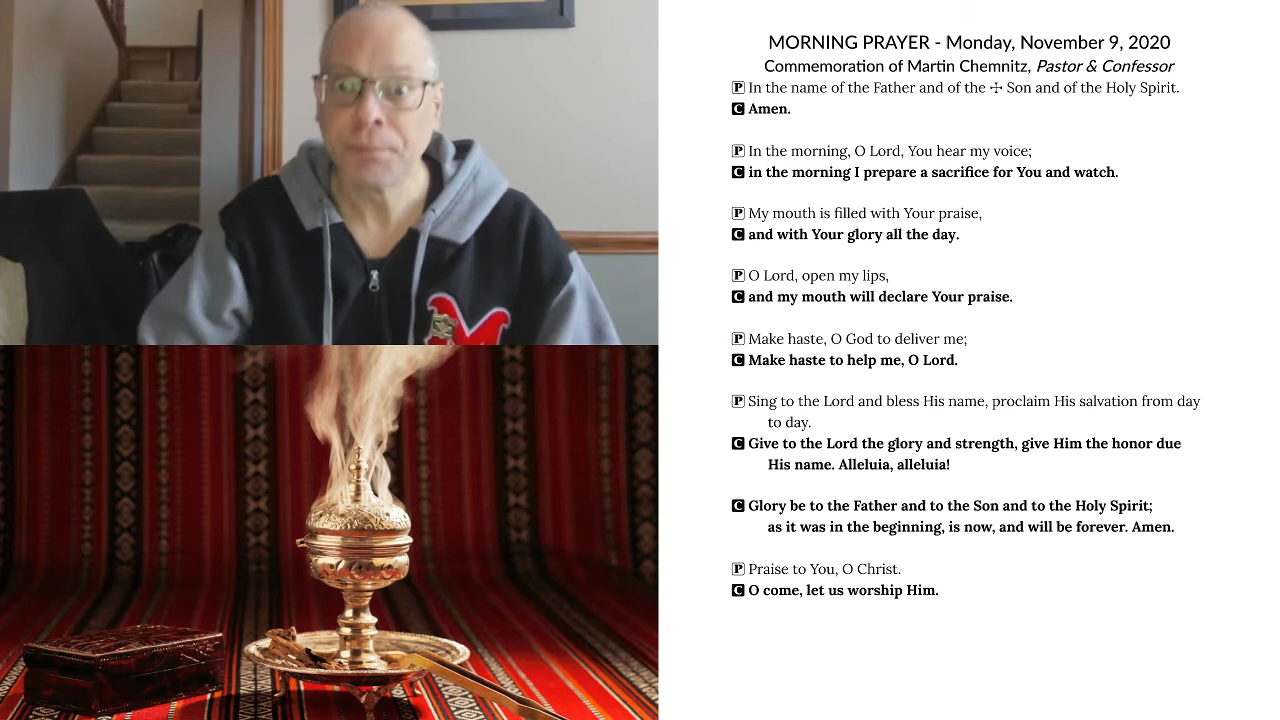 MORNING PRAYER - Monday, November 9, 2020
Commemoration of Martin Chemnitz, Pastor & Confessor
P In the name of the Father and of the ☩ Son and of the Holy Spirit.
C Amen.
P In the morning, O Lord, You hear my voice;
C in the morning I prepare a sacrifice for You and watch.
P My mouth is filled with Your praise,
C and with Your glory all the day.
P O Lord, open my lips,
C and my mouth will declare Your praise.
P Make haste, O God to deliver me;
C Make haste to help me, O Lord.
P Sing to the Lord and bless His name, proclaim His salvation from day
to day.
C Give to the Lord the glory and strength, give Him the honor due
His name. Alleluia, alleluia!
C Glory be to the Father and to the Son and to the Holy Spirit;
as it was in the beginning, is now, and will be forever. Amen.
P Praise to You, O Christ.
C O come, let us worship Him.